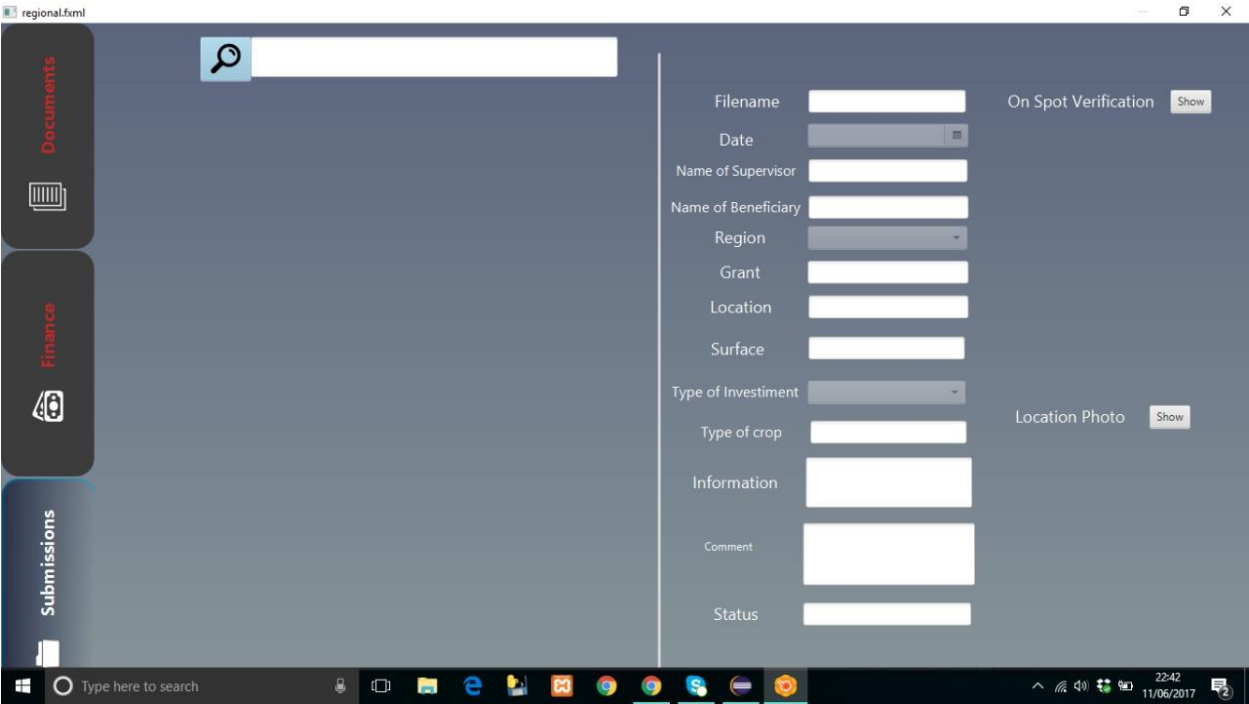 regional.fxml
Documents
Finance
Submissions
Filename
On Spot Verification
Show
Date
Name of Supervisor
Name of Beneficiary
Region
Grant
Location
Surface
Type of Investiment
Location Photo
Show
Type of crop
Information
Comment
Status
Type here to search
22:42
11/06/2017
2